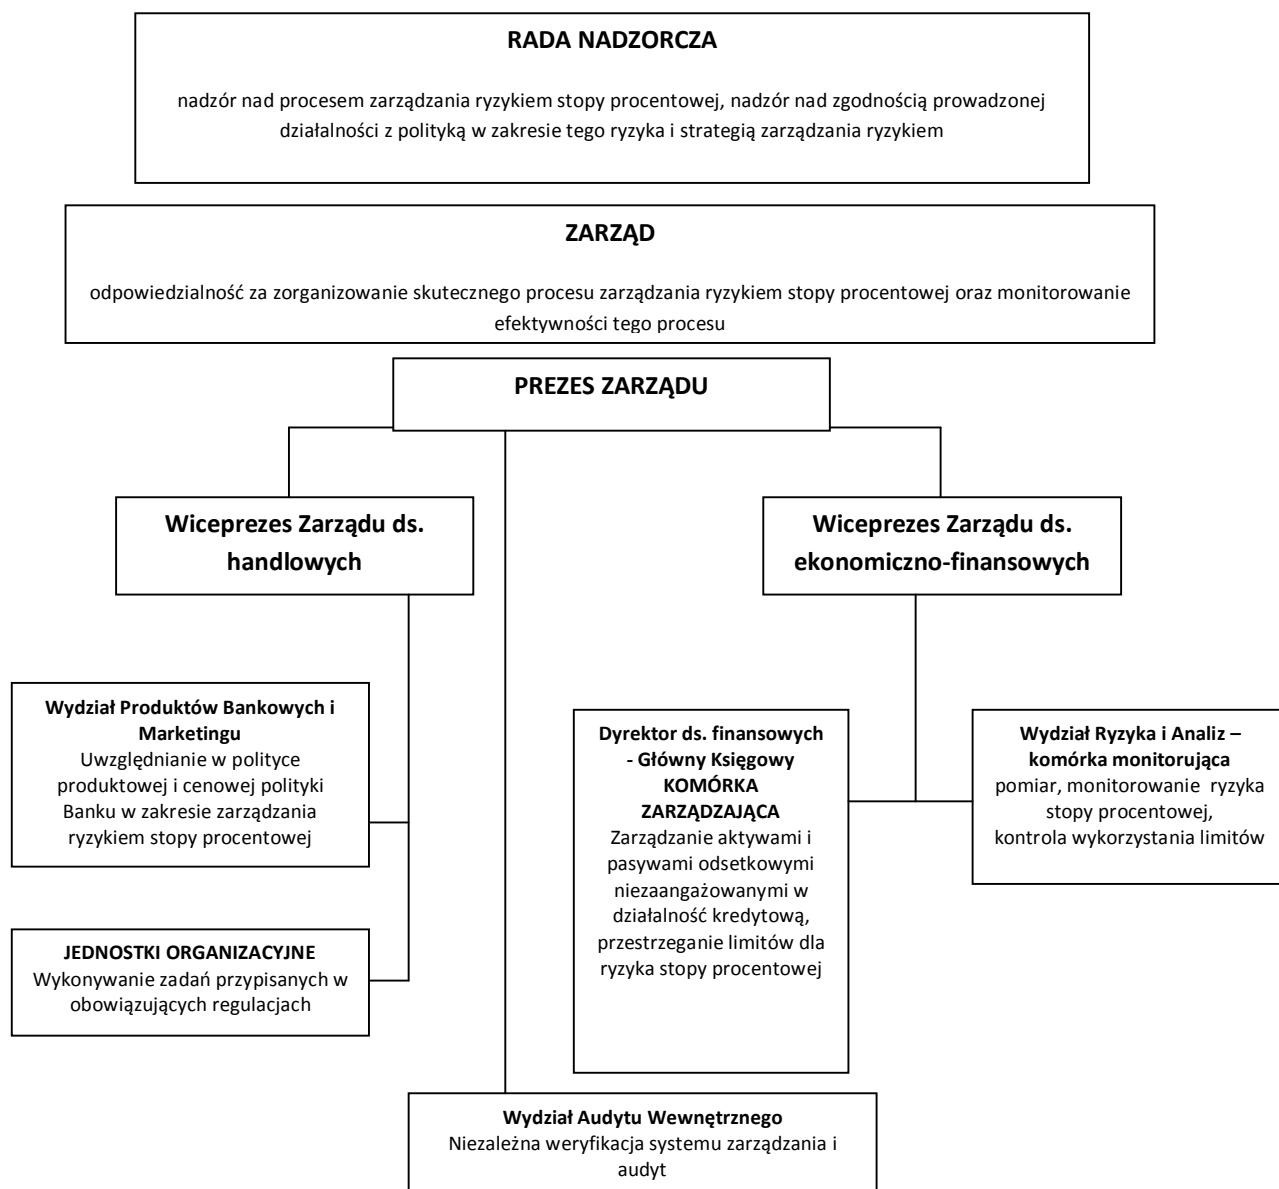 RADA NADZORCZA
nadzór nad procesem zarządzania ryzykiem stopy procentowej, nadzór nad zgodnością prowadzonej
działalności z polityką w zakresie tego ryzyka i strategią zarządzania ryzykiem
ZARZĄD
odpowiedzialność za zorganizowanie skutecznego procesu zarządzania ryzykiem stopy procentowej oraz monitorowanie
efektywności tego procesu
PREZES ZARZĄDU
Wiceprezes Zarządu ds.
handlowych
Wiceprezes Zarządu ds.
ekonomiczno-finansowych
Wydział Produktów Bankowych i
Marketingu
Uwzględnianie w polityce
produktowej i cenowej polityki
Banku w zakresie zarządzania
ryzykiem stopy procentowej
JEDNOSTKI ORGANIZACYJNE
Wykonywanie zadań przypisanych w
obowiązujących regulacjach
Dyrektor ds. finansowych
- Główny Księgowy
KOMÓRKA
ZARZĄDZAJĄCA
Zarządzanie aktywami i
pasywami odsetkowymi
niezaangażowanymi w
działalność kredytową,
przestrzeganie limitów dla
ryzyka stopy procentowej
Wydział Ryzyka i Analiz –
komórka monitorująca
pomiar, monitorowanie ryzyka
stopy procentowej,
kontrola wykorzystania limitów
Wydział Audytu Wewnętrznego
Niezależna weryfikacja systemu zarządzania i
audyt